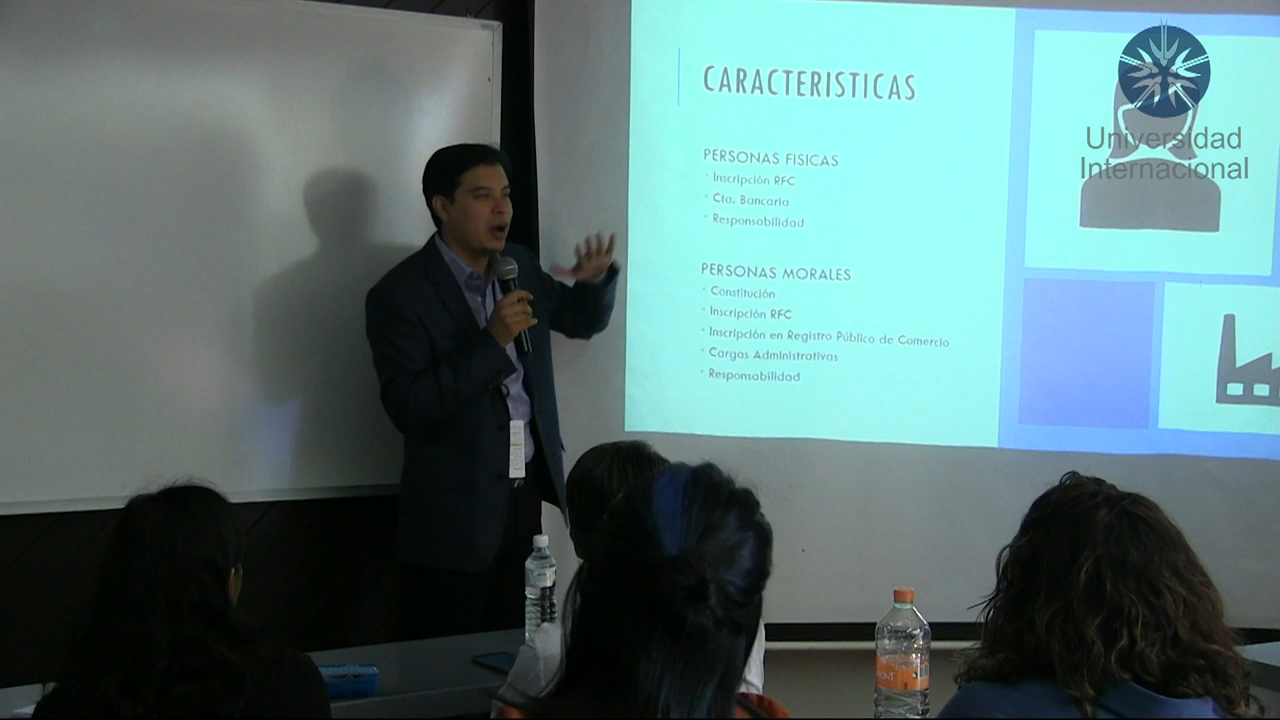 CARACTERISTICAS
PERSONAS FISICAS
Inscripción RFC
Cta. Bancaria
Responsabilidad
PERSONAS MORALES
Constitución
Inscripción RFC
Inscripción en Registro Público de Comercio
Cargas Administrativas
Responsabilidad
Universidad
Internacional